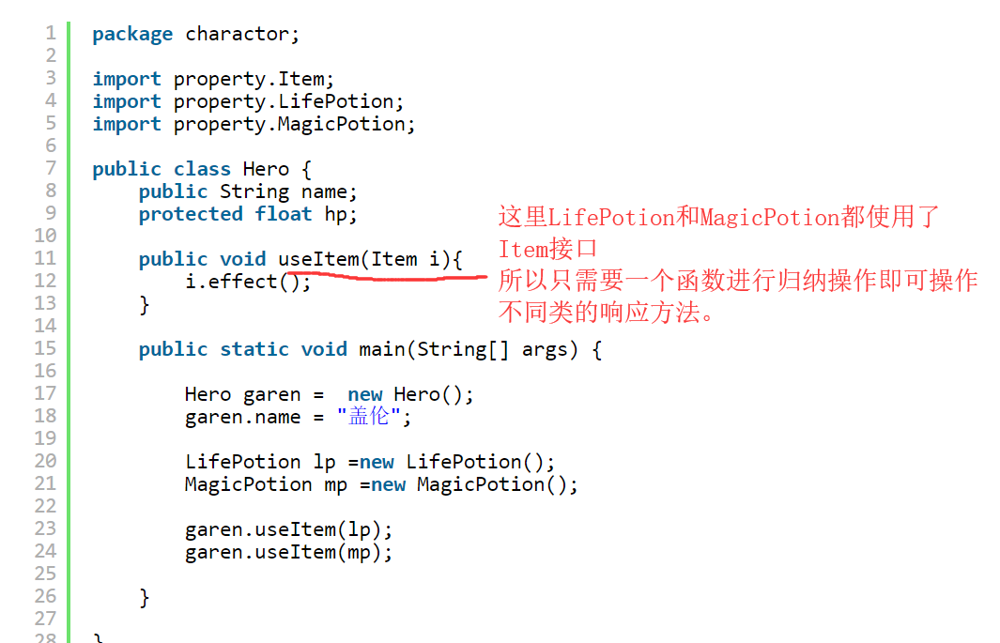 1 package charactor;
2
3 import property.Item;
4 import property.LifePotion;
5 import property.MagicPotion;
6
7 public class Hero {
8     public String name;
9     protected float hp;
10
11     public void useItem(Item i){
12         i.effect();
13     }
14
15     public static void main(String[] args) {
16
17         Hero garen =  new Hero();
18         garen.name = "盖伦";
19
20         LifePotion lp =new LifePotion();
21         MagicPotion mp =new MagicPotion();
22
23         garen.useItem(lp);
24         garen.useItem(mp);
25
26     }
27
28 }
这里LifePotion和MagicPotion都使用了
Item接口
所以只需要一个函数进行归纳操作即可操作
不同类的响应方法。